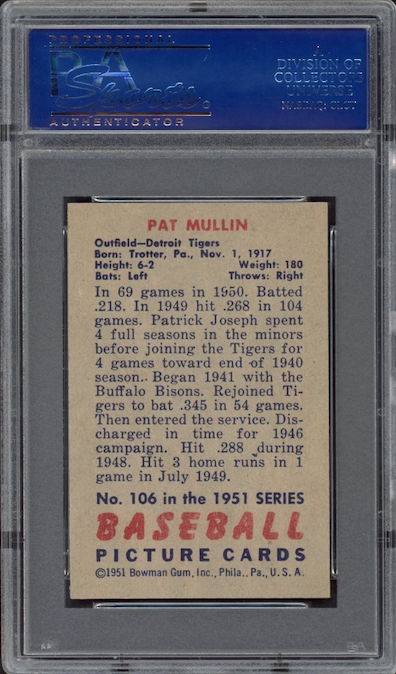 PROFESSIONAL
PSA
Sports
AUTHENTICATOR
A
DIVISION OF
COLLECTORS
UNIVERSE
NASDAQ: CLCT
PAT MULLIN
Outfield—Detroit Tigers
Born: Trotter, Pa., Nov. 1, 1917
Height: 6-2 Weight: 180
Bats: Left Throws: Right
In 69 games in 1950. Batted
.218. In 1949 hit .268 in 104
games. Patrick Joseph spent
4 full seasons in the minors
before joining the Tigers for
4 games toward end of 1940
season. Began 1941 with the
Buffalo Bisons. Rejoined Ti-
gers to bat .345 in 54 games.
Then entered the service. Dis-
charged in time for 1946
campaign. Hit .288 during
1948. Hit 3 home runs in 1
game in July 1949.
No. 106 in the 1951 SERIES
BASEBALL
PICTURE CARDS
©1951 Bowman Gum, Inc., Phila., Pa., U. S. A.